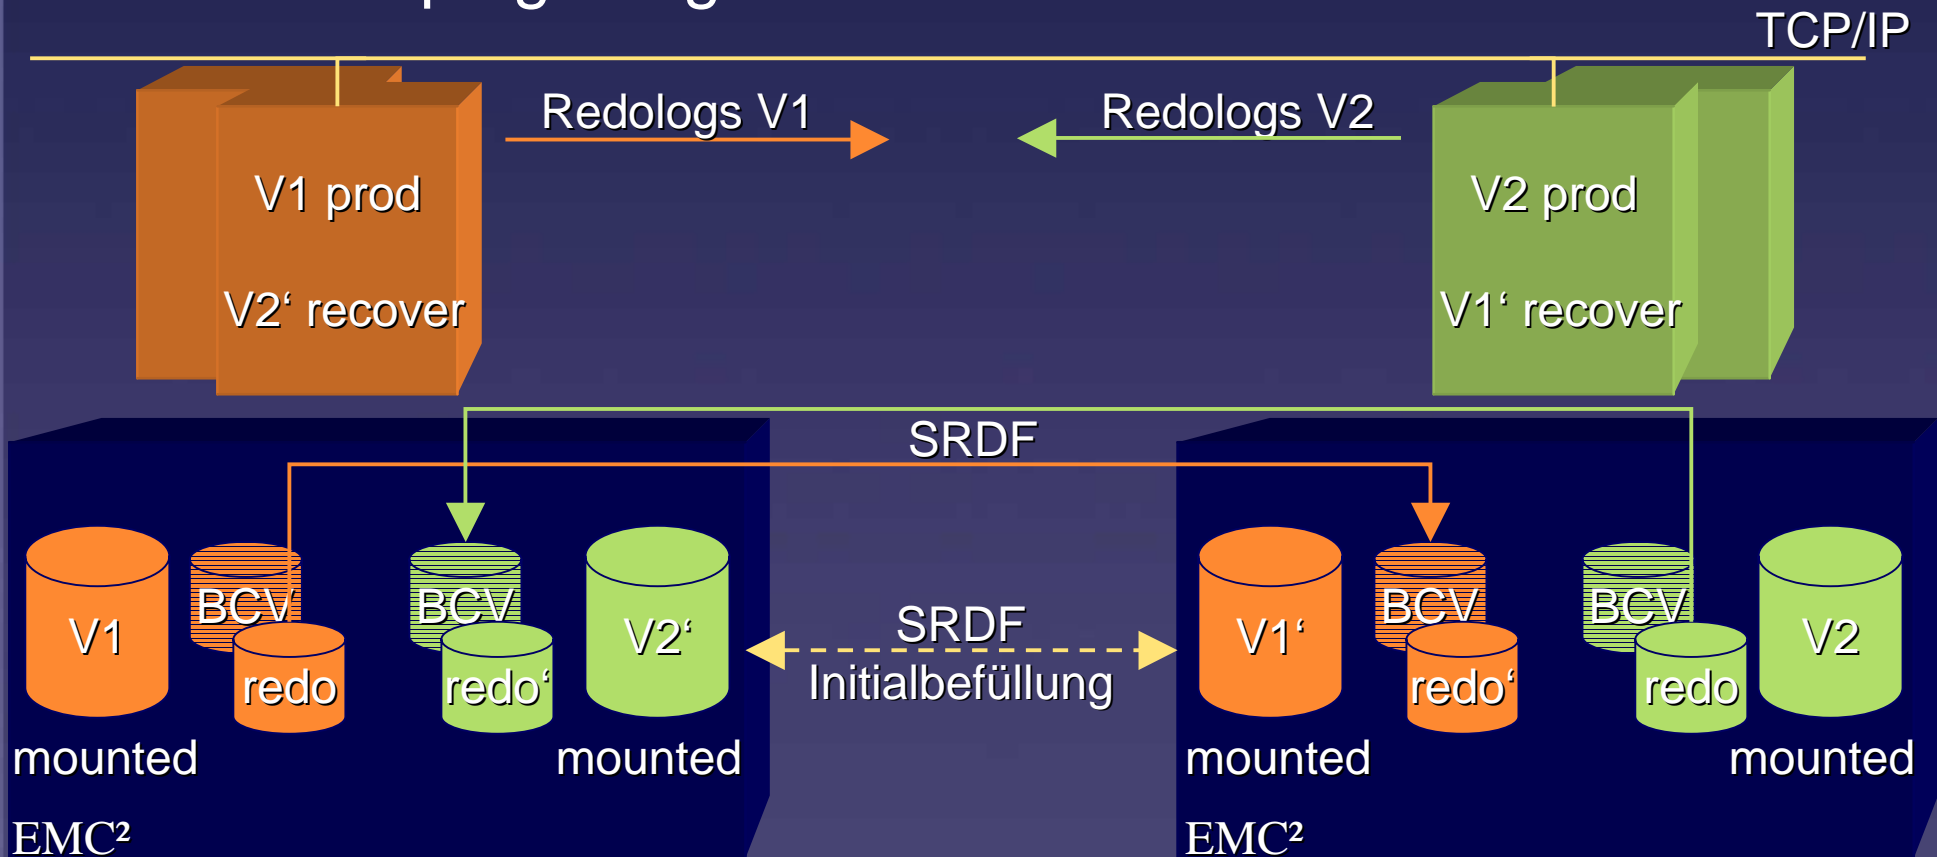 TCP/IP
Redologs V1
Redologs V2
V1 prod
V2 prod
V2‘ recover
V1‘ recover
SRDF
V1
BCV
redo
BCV
redo‘
V2‘
SRDF
Initialbefüllung
V1‘
BCV
redo‘
BCV
redo
V2
mounted
mounted
mounted
mounted
EMC²
EMC²